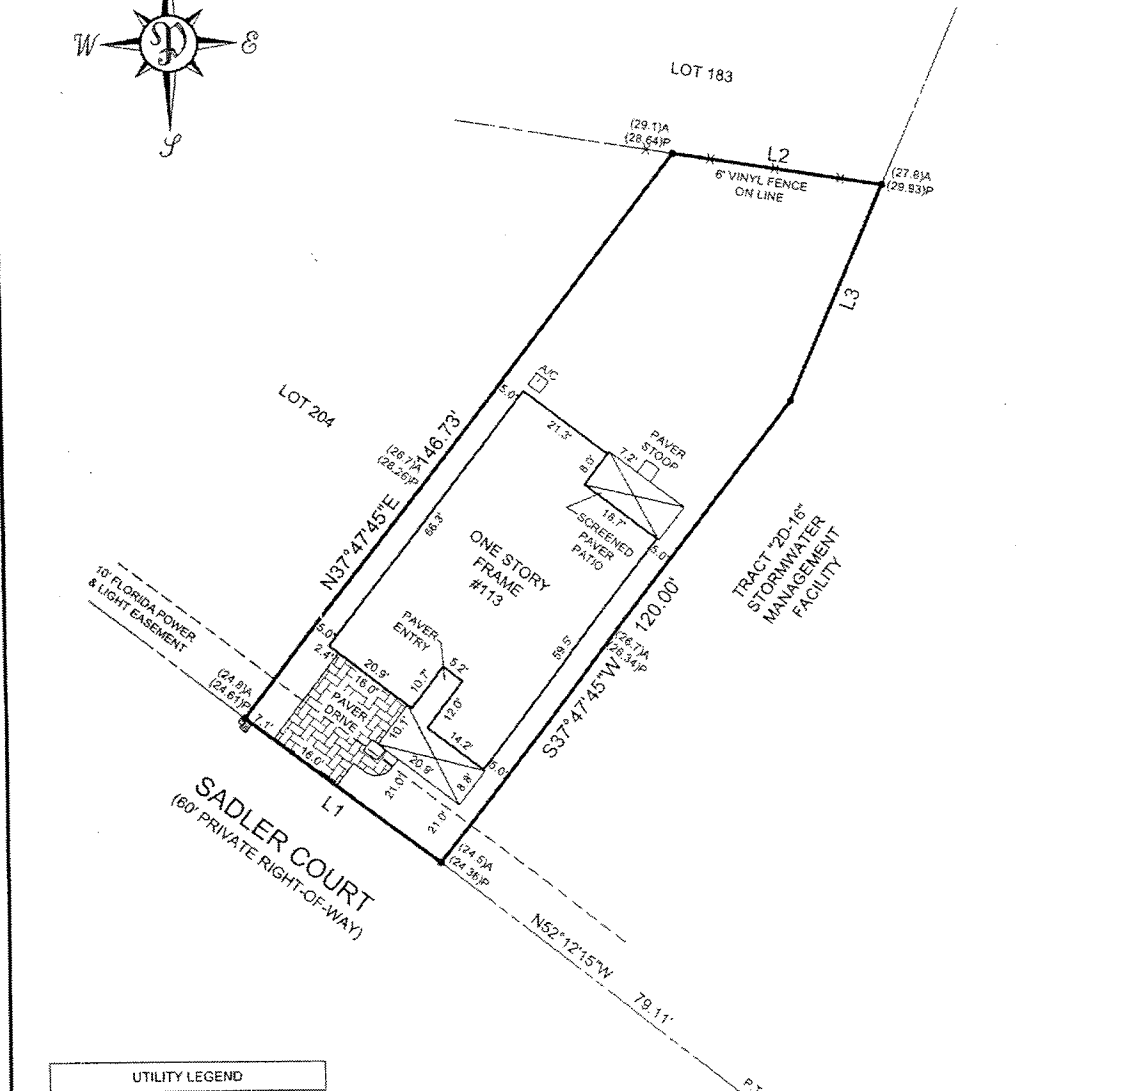 W
E
S
LOT 183
(29.1)A
(28.64)P
L2
6' VINYL FENCE
ON LINE
(27.8)A
(29.93)P
L3
LOT 204
A/C
5.0'
21.3'
7.2'
PAVER
STOOP
8.0'
146.73'
(26.7)A
(28.26)P
N37°47'45"E
66.3'
18.7'
SCREENED
PAVER
PATIO
5.0'
ONE STORY
FRAME
#113
TRACT "2D-16"
STORMWATER
MANAGEMENT
FACILITY
120.00'
(26.7)A
(26.34)P
S37°47'45"W
59.5'
10' FLORIDA POWER
& LIGHT EASEMENT
5.0'
2.4'
PAVER
ENTRY
20.9'
16.0'
10.7'
5.2'
12.0'
14.2'
(24.8)A
(24.61)P
7.1'
PAVER
DRIVE
10.1'
16.0'
20.9'
21.0'
8.8'
5.0'
21.0'
L1
SADLER COURT
(60' PRIVATE RIGHT-OF-WAY)
(24.5)A
(24.36)P
N52°12'15"W
79.11'
P.T.
UTILITY LEGEND